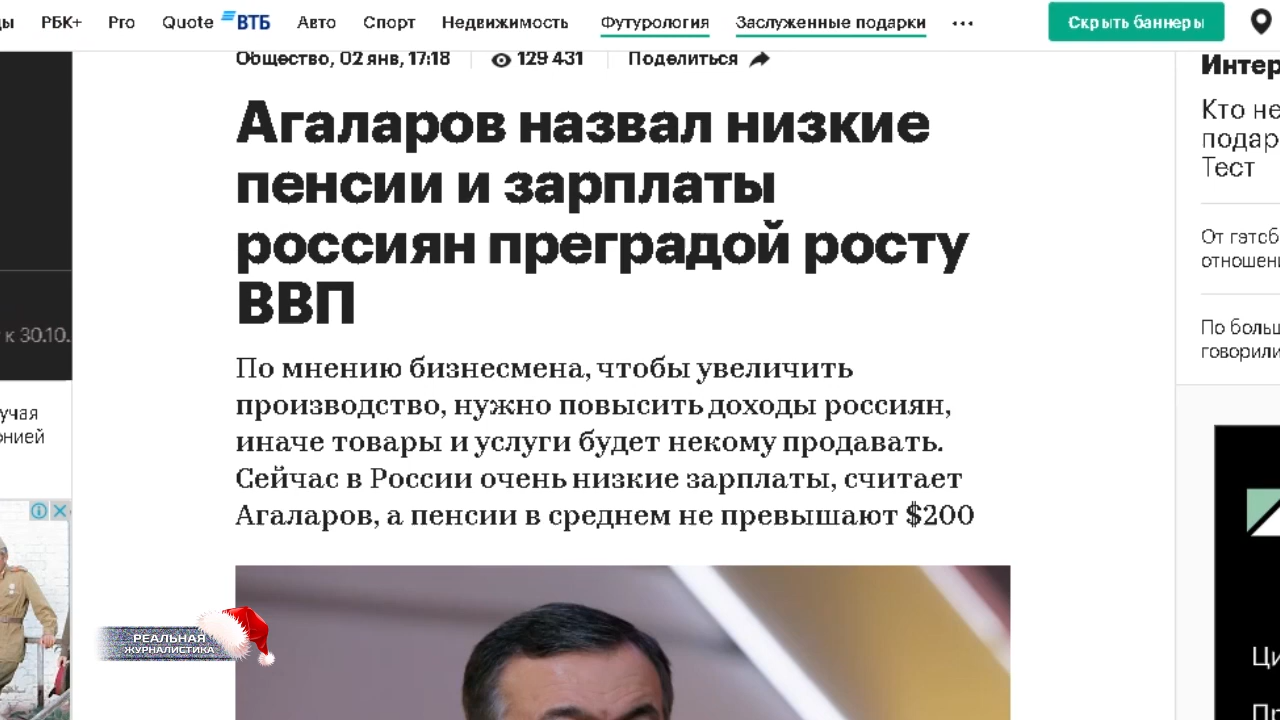 РБК+ Pro Quote ВТБ Авто Спорт Недвижимость Футурология Заслуженные подарки ... Скрыть баннеры
Общество, 02 янв, 17:18 129 431 Поделиться
Агаларов назвал низкие
пенсии и зарплаты
россиян преградой росту
ВВП
По мнению бизнесмена, чтобы увеличить
производство, нужно повысить доходы россиян,
иначе товары и услуги будет некому продавать.
Сейчас в России очень низкие зарплаты, считает
Агаларов, а пенсии в среднем не превышают $200
к 30.10.
РЕАЛЬНАЯ
ЖУРНАЛИСТИКА
Кто не
Тест
По